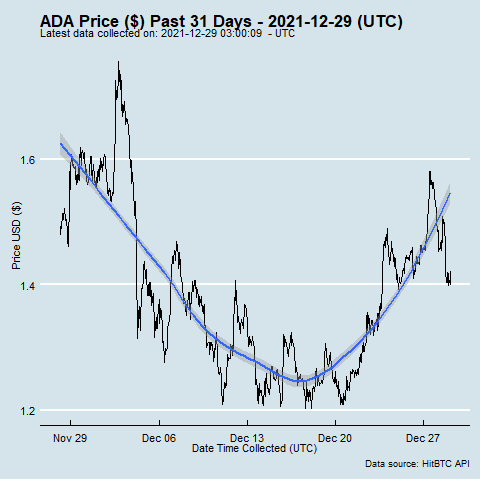 ADA Price ($) Past 31 Days - 2021-12-29 (UTC)
Latest data collected on: 2021-12-29 03:00:09 - UTC
Price USD ($)
1.6
1.4
1.2
Nov 29 Dec 06 Dec 13 Dec 20 Dec 27
Date Time Collected (UTC)
Data source: HitBTC API